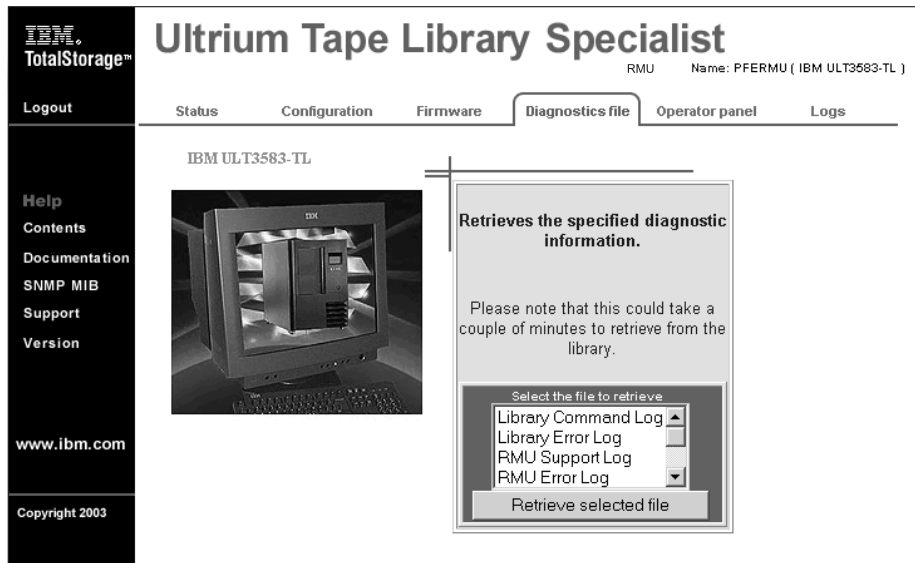 IBM.
TotalStorage™
Ultrium Tape Library Specialist
RMU Name: PFERMU ( IBM ULT3583-TL )
Logout
Status Configuration Firmware Diagnostics file Operator panel Logs
IBM ULT3583-TL
Help
Contents
Documentation
SNMP MIB
Support
Version
www.ibm.com
Copyright 2003
IBM
Retrieves the specified diagnostic
information.
Please note that this could take a
couple of minutes to retrieve from the
library.
Select the file to retrieve
Library Command Log
Library Error Log
RMU Support Log
RMU Error Log
Retrieve selected file